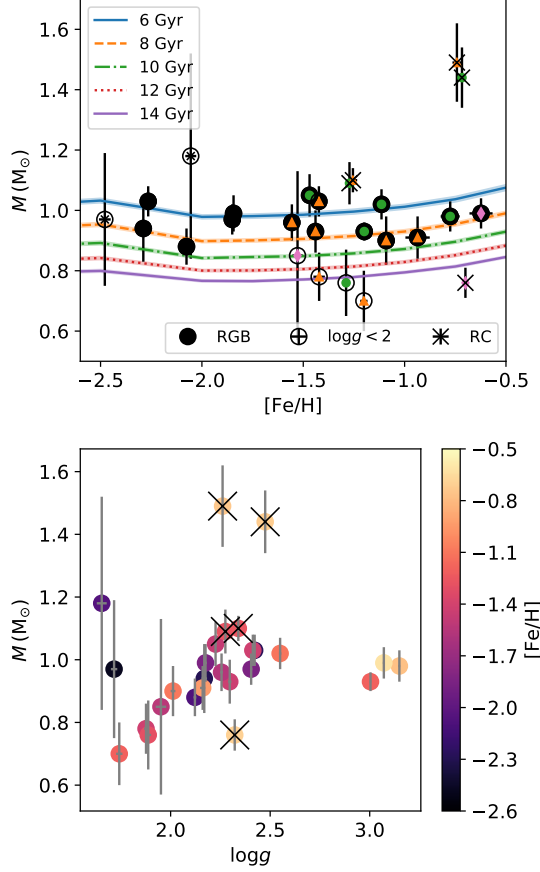 6 Gyr
8 Gyr
10 Gyr
12 Gyr
14 Gyr
1.6
1.4
1.2
1.0
0.8
0.6
M (M⊙)
RGB
logg < 2
RC
−2.5
−2.0
−1.5
−1.0
−0.5
[Fe/H]
1.6
1.4
1.2
1.0
0.8
0.6
M (M⊙)
2.0
2.5
3.0
logg
−0.5
−0.8
−1.1
−1.4
−1.7
−2.0
−2.3
−2.6
[Fe/H]